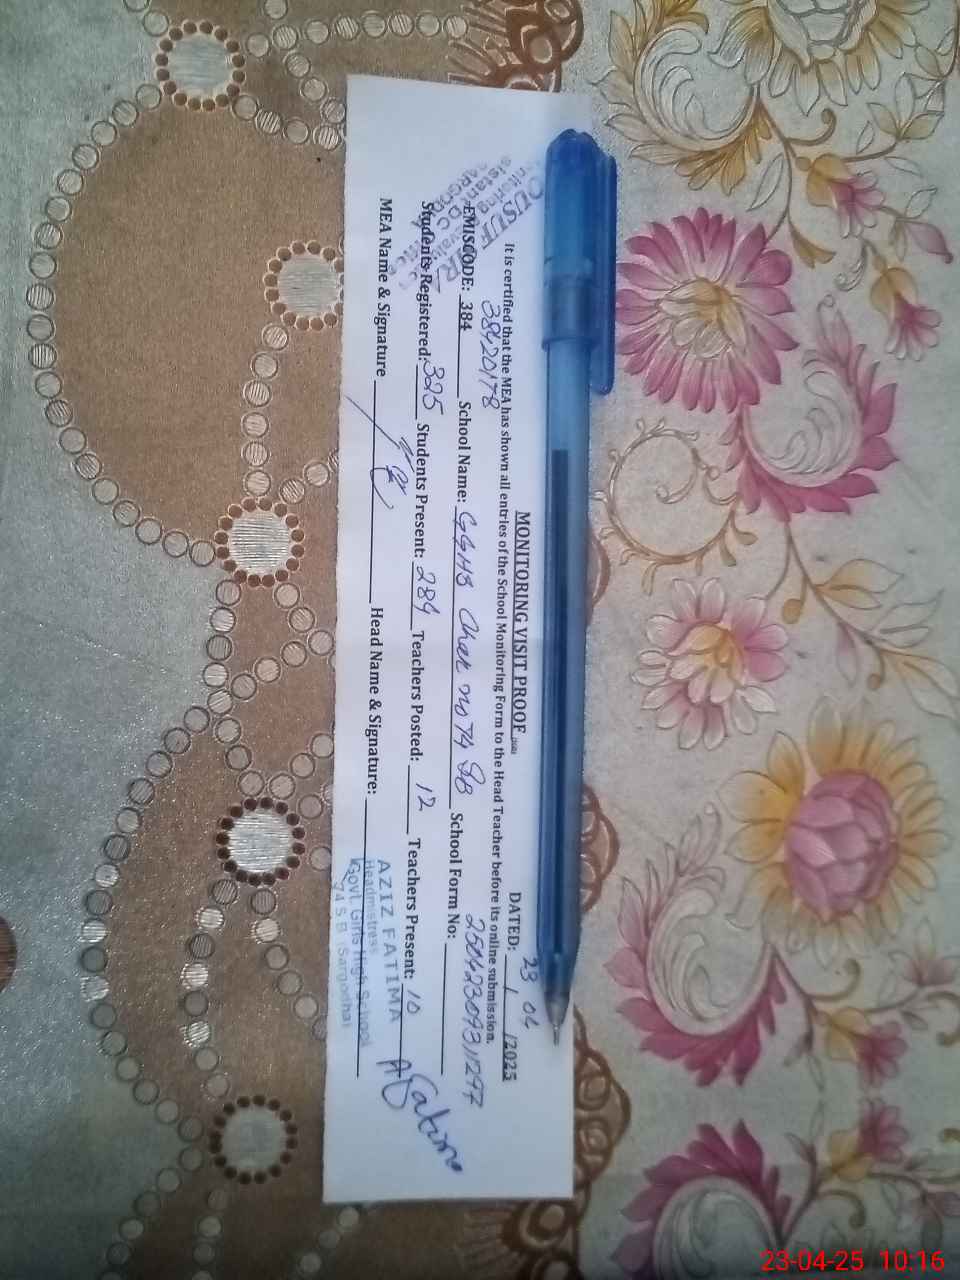 MONITORING VISIT PROOF
DATED: 23 / 04 /2025
It is certified that the MEA has shown all entries of the School Monitoring Form to the Head Teacher before its online submission.
38420178
EMISCODE: 384 School Name: GGHS Chak no 74 SB School Form No:
Students Registered: 325 Students Present: 289 Teachers Posted: 12 Teachers Present: 10
MEA Name & Signature Head Name & Signature:
AZIZ FATIMA
Headmistress
Govt. Girls High School
74 S B (Sargodha)
AFatima
23-04-25 10:16